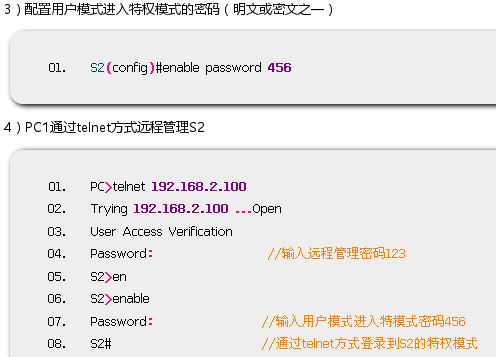 3）配置用户模式进入特权模式的密码（明文或密文之一）
01. S2(config)#enable password 456
4）PC1通过telnet方式远程管理S2
01. PC>telnet 192.168.2.100
02. Trying 192.168.2.100 ...Open
03. User Access Verification
04. Password: //输入远程管理密码123
05. S2>en
06. S2>enable
07. Password: //输入用户模式进入特模式密码456
08. S2# //通过telnet方式登录到S2的特权模式